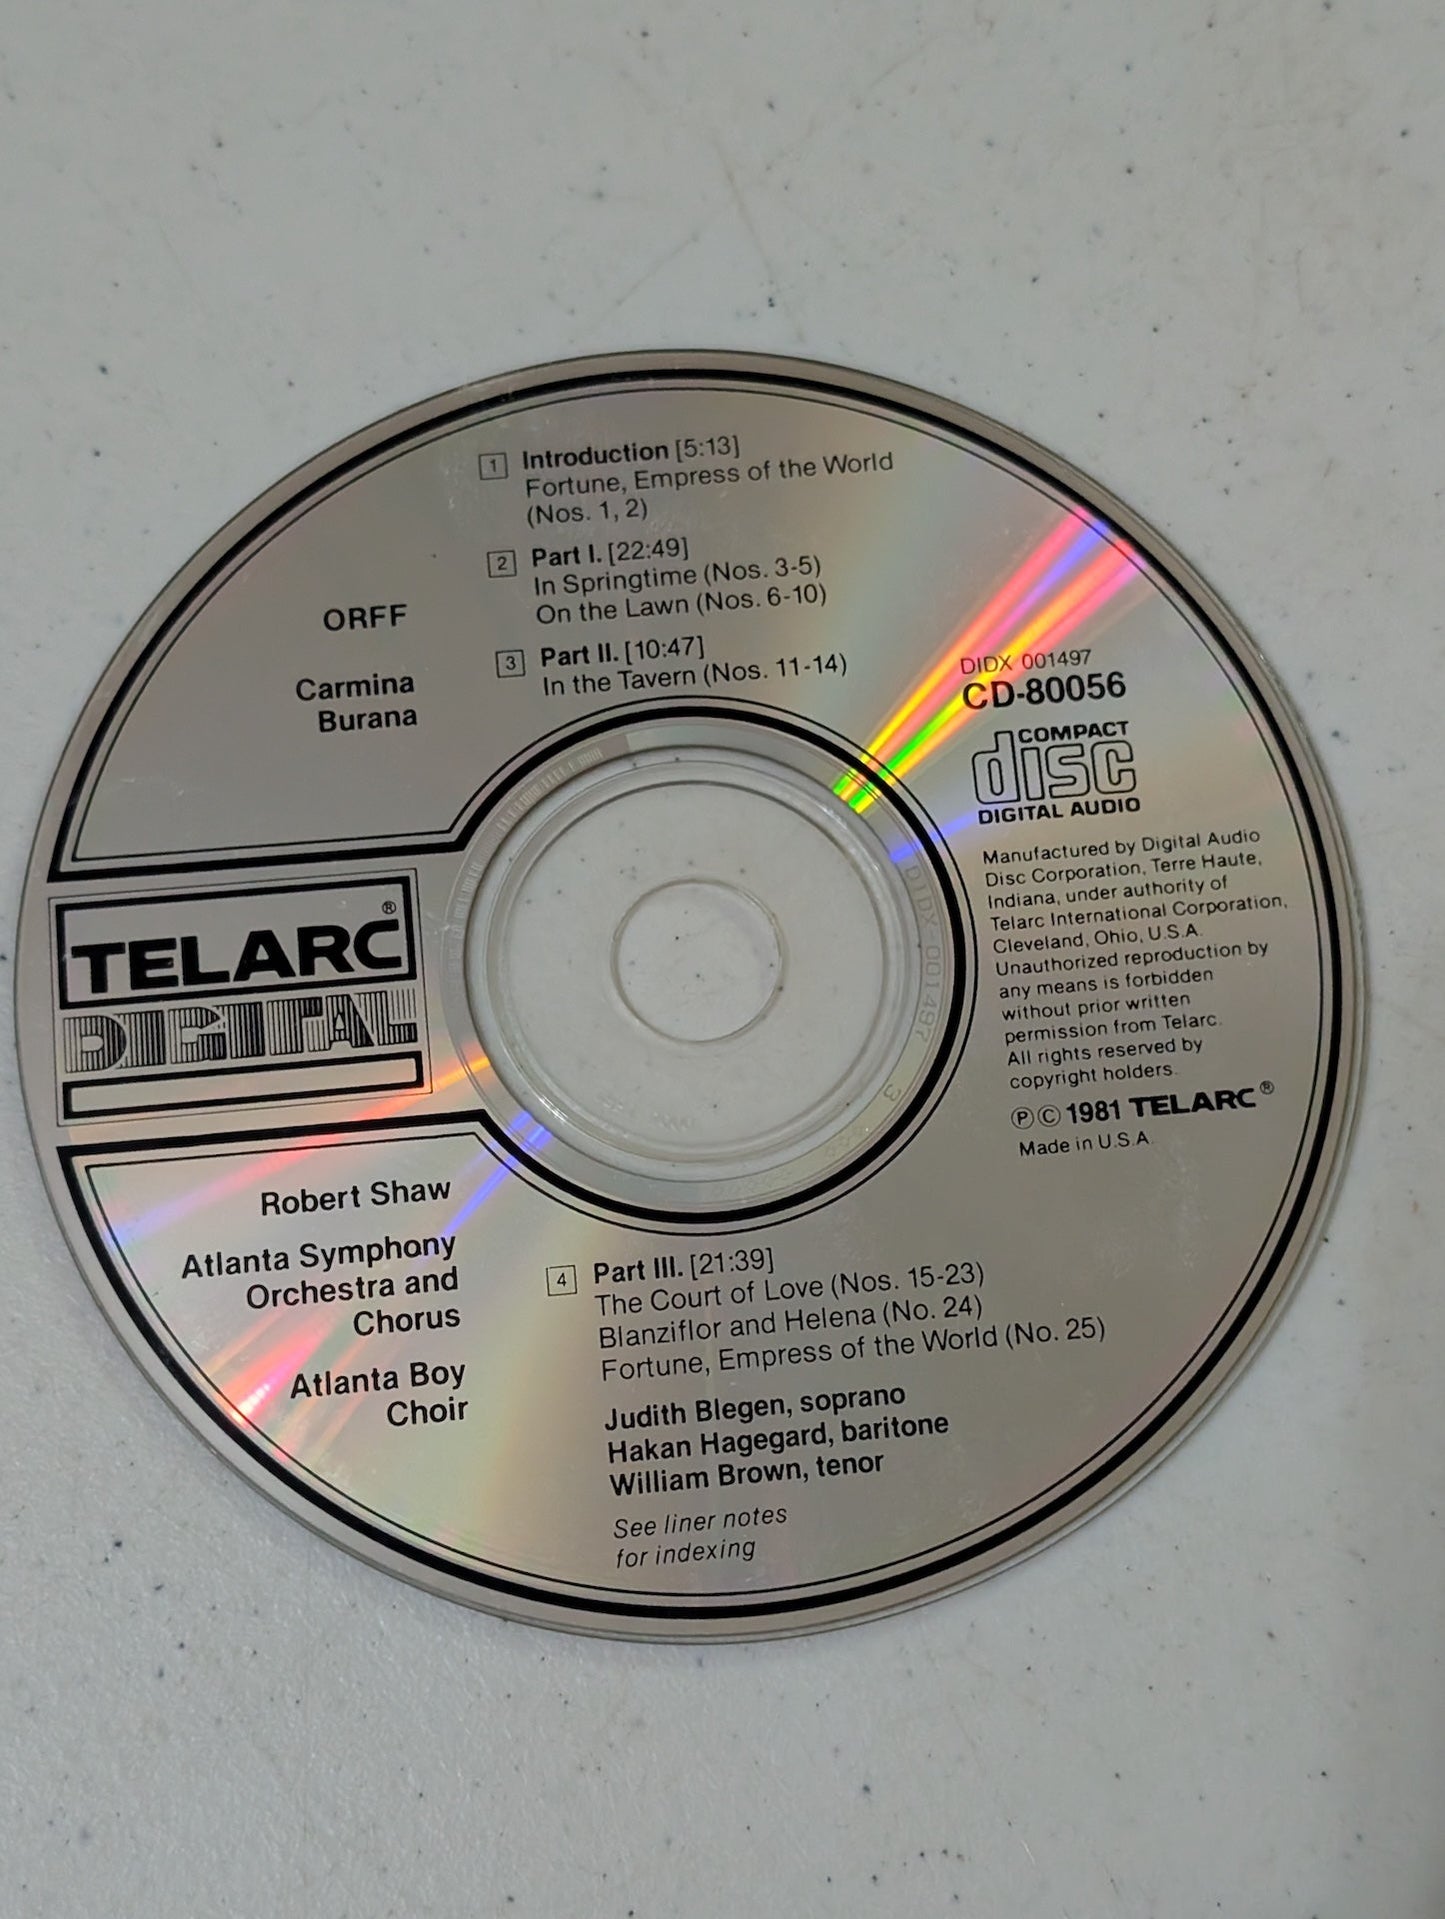 1 Introduction [5:13]
Fortune, Empress of the World
(Nos. 1, 2)
2 Part I. [22:49]
In Springtime (Nos. 3-5)
On the Lawn (Nos. 6-10)
3 Part II. [10:47]
In the Tavern (Nos. 11-14)
ORFF
Carmina
Burana
DIDX 001497
CD-80056
COMPACT
disc
DIGITAL AUDIO
Manufactured by Digital Audio
Disc Corporation, Terre Haute,
Indiana, under authority of
Telarc International Corporation,
Cleveland, Ohio, U.S.A.
Unauthorized reproduction by
any means is forbidden
without prior written
permission from Telarc.
All rights reserved by
copyright holders.
Ⓟ© 1981 TELARC®
Made in U.S.A.
DIDX 001497
3
TELARC®
DIGITAL
Robert Shaw
Atlanta Symphony
Orchestra and
Chorus
Atlanta Boy
Choir
4 Part III. [21:39]
The Court of Love (Nos. 15-23)
Blanziflor and Helena (No. 24)
Fortune, Empress of the World (No. 25)
Judith Blegen, soprano
Hakan Hagegard, baritone
William Brown, tenor
See liner notes
for indexing